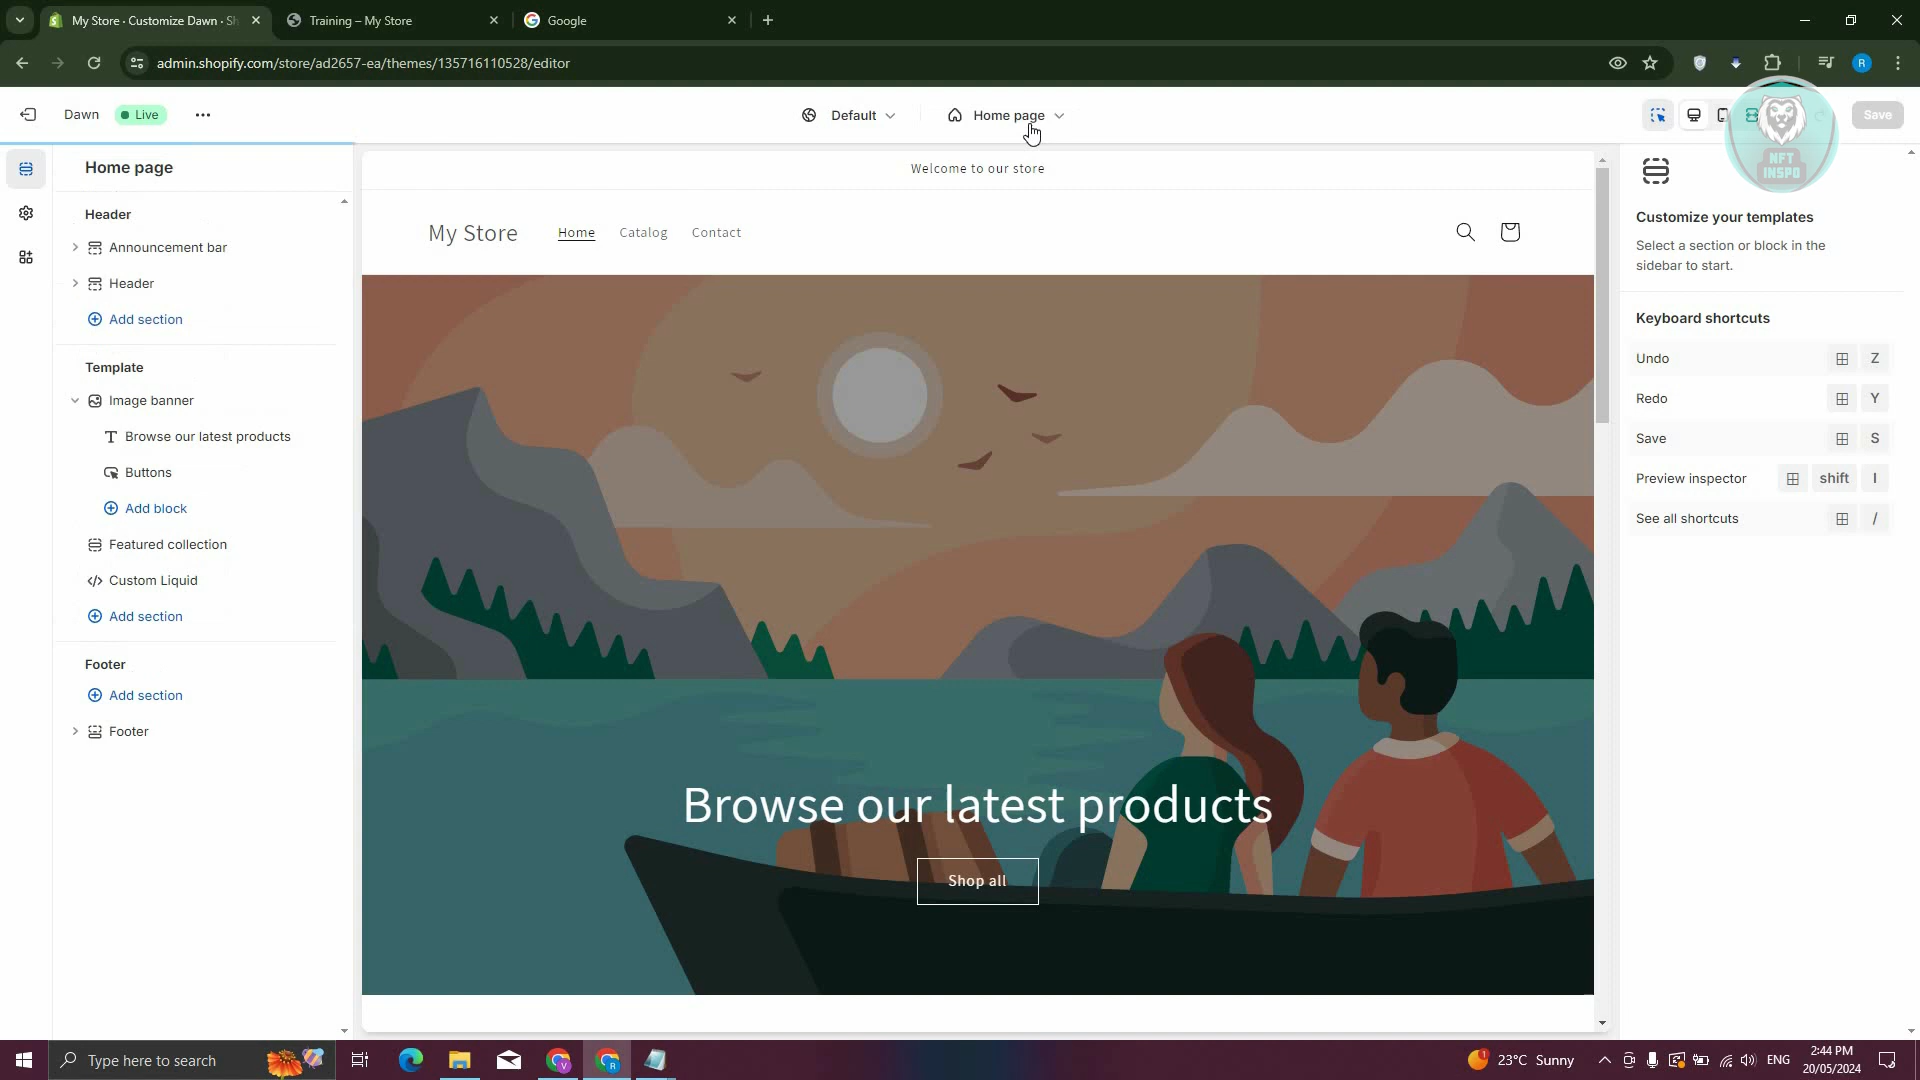 My Store · Customize Dawn · Sh
Training – My Store
Google
admin.shopify.com/store/ad2657-ea/themes/135716110528/editor
R
Dawn
Live
Default
Home page
Save
NFT
INSPO
Home page
Header
Announcement bar
Header
Add section
Template
Image banner
Browse our latest products
Buttons
Add block
Featured collection
Custom Liquid
Add section
Footer
Add section
Footer
Welcome to our store
My Store
Home
Catalog
Contact
Browse our latest products
Shop all
Customize your templates
Select a section or block in the
sidebar to start.
Keyboard shortcuts
Undo Z
Redo Y
Save S
Preview inspector shift I
See all shortcuts /
Type here to search
V
R
1
23°C Sunny
ENG
2:44 PM
20/05/2024